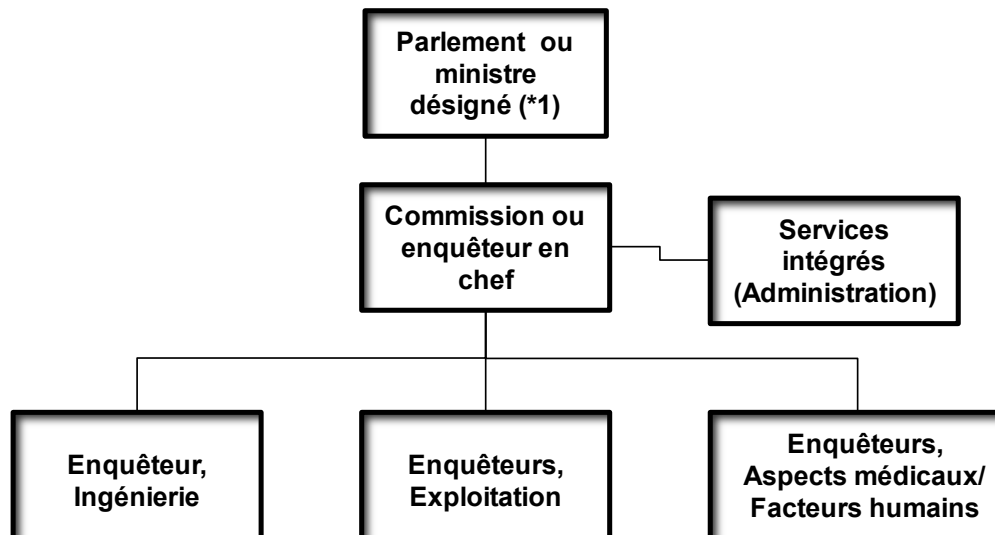 Parlement ou
ministre
désigné (*1)
Commission ou
enquêteur en
chef
Services
intégrés
(Administration)
Enquêteur,
Ingénierie
Enquêteurs,
Exploitation
Enquêteurs,
Aspects médicaux/
Facteurs humains